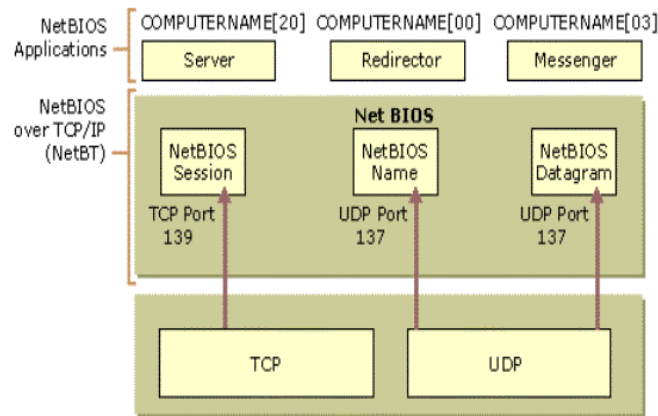 NetBIOS
Applications
COMPUTERNAME[20] COMPUTERNAME[00] COMPUTERNAME[03]
Server Redirector Messenger
NetBIOS
over TCP/IP
(NetBT)
Net BIOS
NetBIOS
Session
NetBIOS
Name
NetBIOS
Datagram
TCP Port
139
UDP Port
137
UDP Port
137
TCP UDP